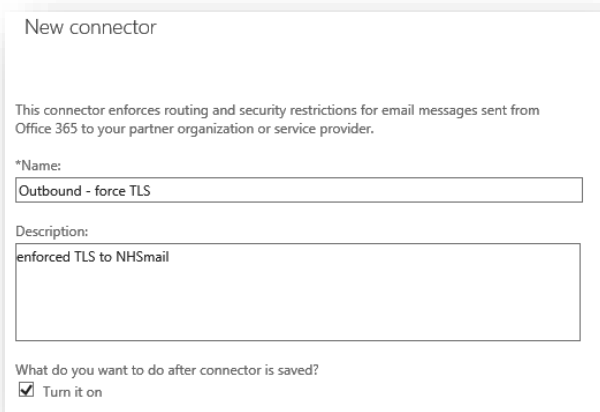 New connector
This connector enforces routing and security restrictions for email messages sent from
Office 365 to your partner organization or service provider.
*Name:
Outbound - force TLS
Description:
enforced TLS to NHSmail
What do you want to do after connector is saved?
Turn it on